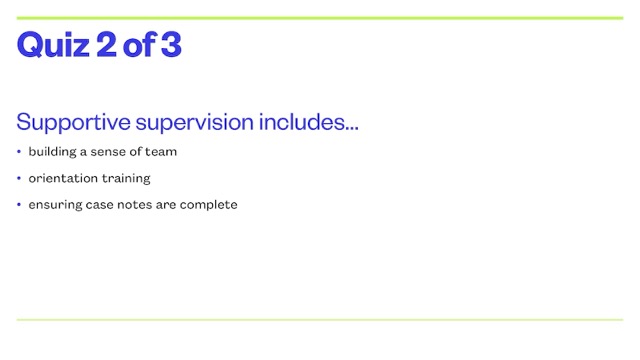 Quiz 2 of 3
Supportive supervision includes...
• building a sense of team
• orientation training
• ensuring case notes are complete